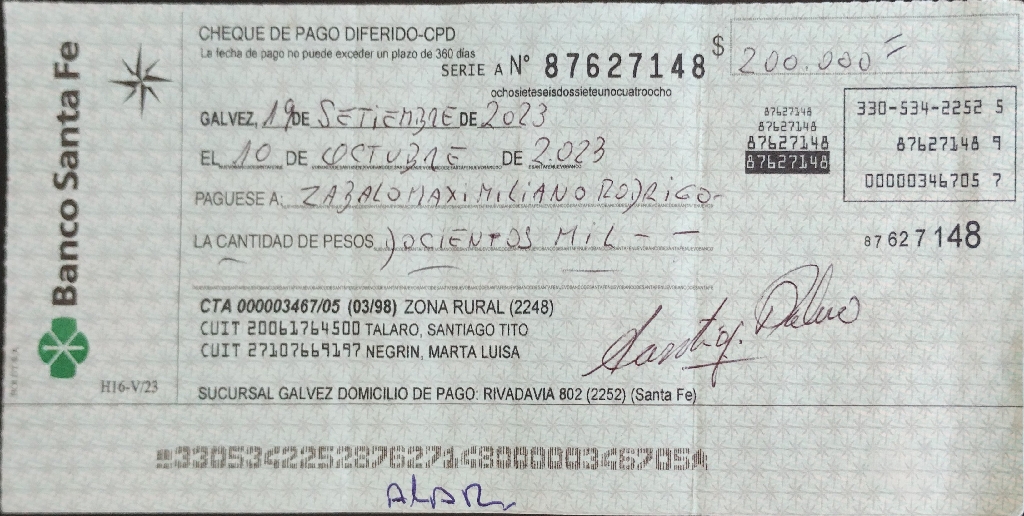 Banco Santa Fe
CHEQUE DE PAGO DIFERIDO-CPD
La fecha de pago no puede exceder un plazo de 360 días
SERIE A Nº 87627148
ochosieteseisdossieteunocuatroocho
$ 200.000=
GALVEZ, 19 DE SETIEMBRE DE 2023
EL 10 DE OCTUBRE DE 2.023
PAGUESE A: ZABALO MAXIMILIANO RODRIGO-
LA CANTIDAD DE PESOS DOCIENTOS MIL - -
87627148
87627148
87627148
87627148
330-534-2252 5
87627148 9
00000346705 7
87627148
CTA 000003467/05 (03/98) ZONA RURAL (2248)
CUIT 20061764500 TALARO, SANTIAGO TITO
CUIT 27107669197 NEGRIN, MARTA LUISA
H16-V/23
SUCURSAL GALVEZ DOMICILIO DE PAGO: RIVADAVIA 802 (2252) (Santa Fe)
33053422528762714800000346705